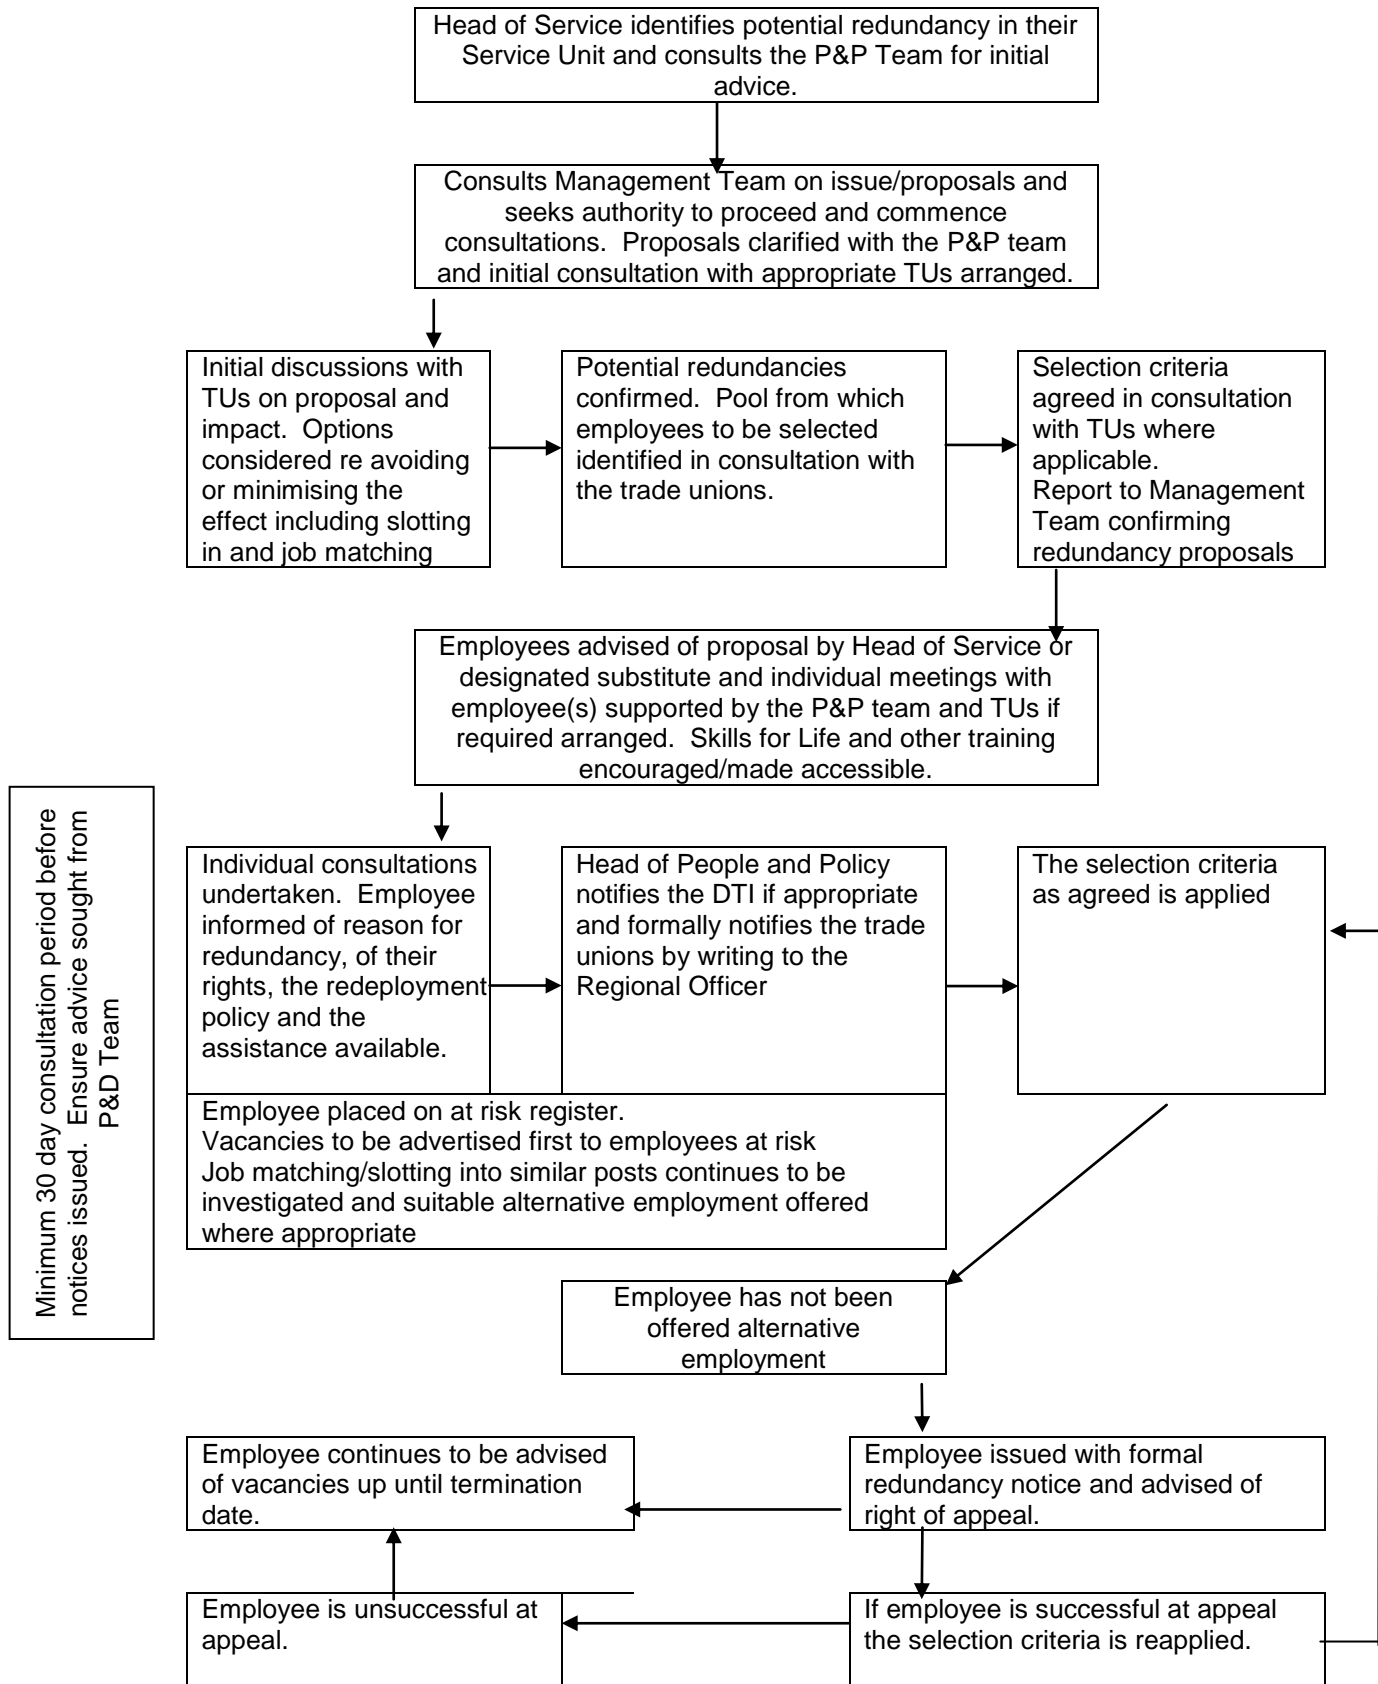 Head of Service identifies potential redundancy in their
Service Unit and consults the P&P Team for initial
advice.
Consults Management Team on issue/proposals and
seeks authority to proceed and commence
consultations.  Proposals clarified with the P&P team
and initial consultation with appropriate TUs arranged.
Initial discussions with
TUs on proposal and
impact.  Options
considered re avoiding
or minimising the
effect including slotting
in and job matching
Potential redundancies
confirmed.  Pool from which
employees to be selected
identified in consultation with
the trade unions.
Selection criteria
agreed in consultation
with TUs where
applicable.
Report to Management
Team confirming
redundancy proposals
Employees advised of proposal by Head of Service or
designated substitute and individual meetings with
employee(s) supported by the P&P team and TUs if
required arranged.  Skills for Life and other training
encouraged/made accessible.
Minimum 30 day consultation period before
notices issued.  Ensure advice sought from
P&D Team
Individual consultations
undertaken.  Employee
informed of reason for
redundancy, of their
rights, the redeployment
policy and the
assistance available.
Head of People and Policy
notifies the DTI if appropriate
and formally notifies the trade
unions by writing to the
Regional Officer
The selection criteria
as agreed is applied
Employee placed on at risk register.
Vacancies to be advertised first to employees at risk
Job matching/slotting into similar posts continues to be
investigated and suitable alternative employment offered
where appropriate
Employee has not been
offered alternative
employment
Employee continues to be advised
of vacancies up until termination
date.
Employee issued with formal
redundancy notice and advised of
right of appeal.
Employee is unsuccessful at
appeal.
If employee is successful at appeal
the selection criteria is reapplied.